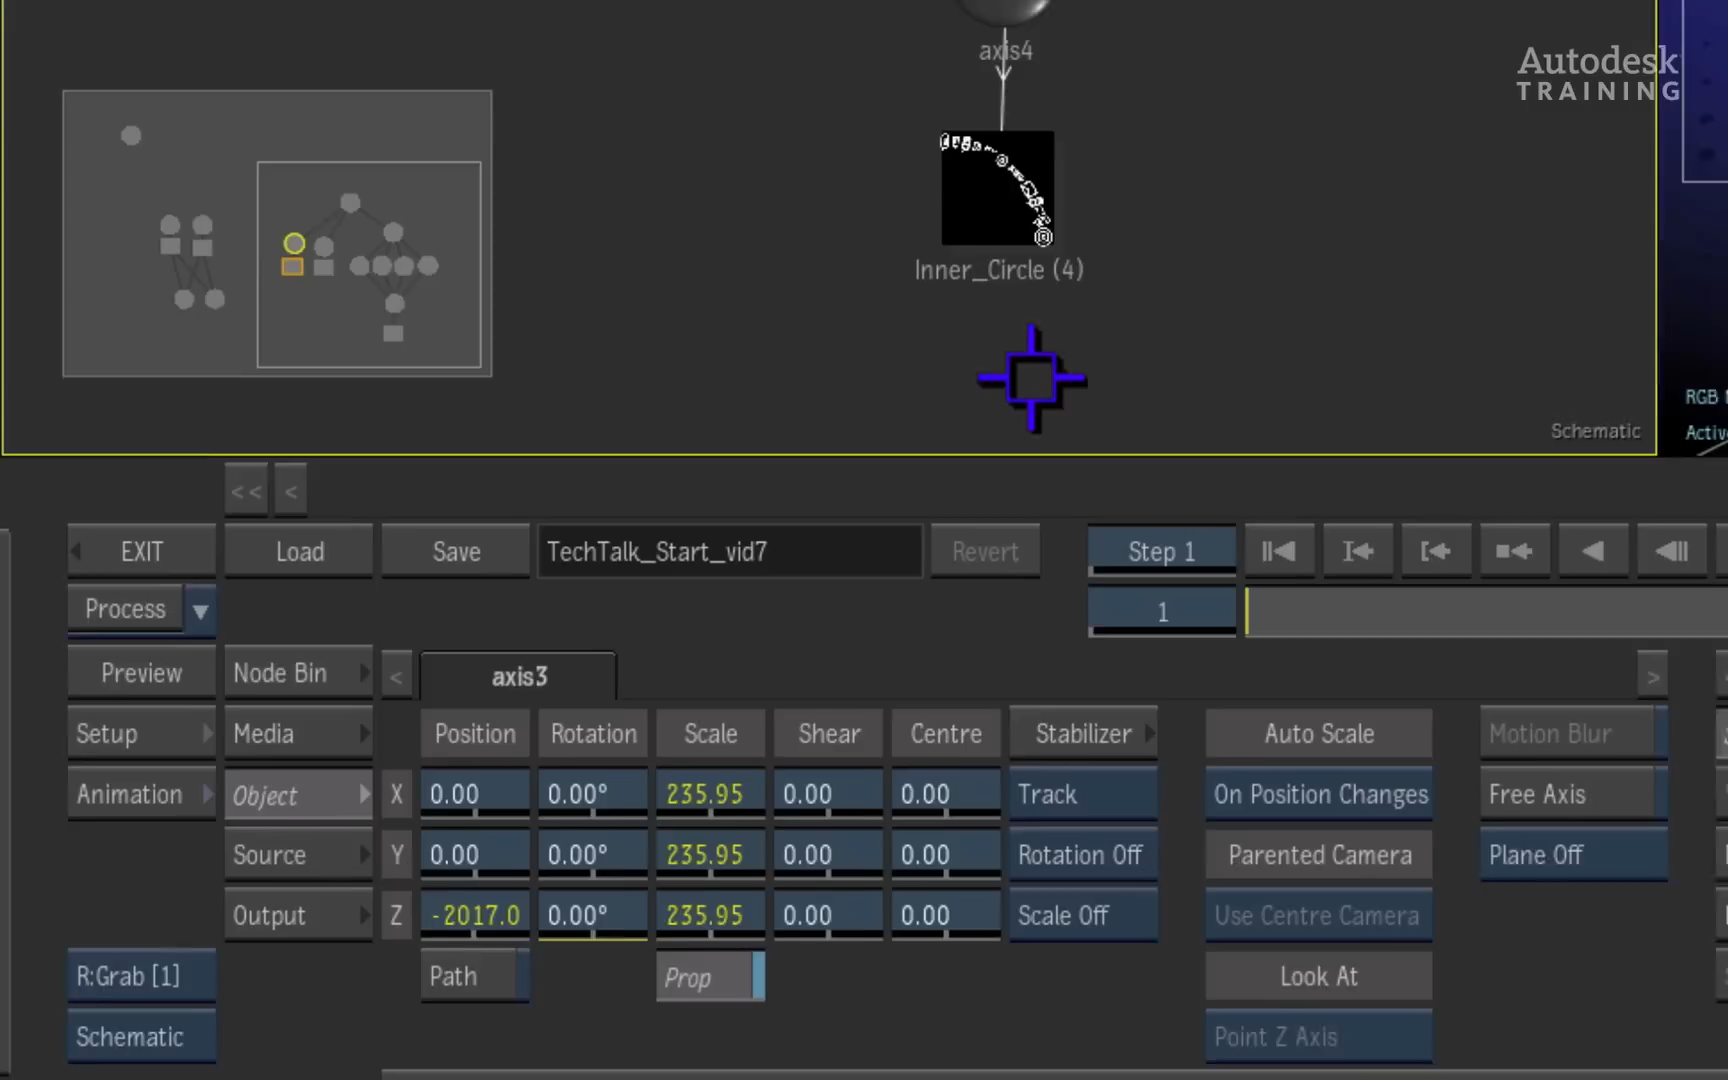 axis4
Autodesk
TRAINING
Inner_Circle (4)
RGB
Schematic
<< <
EXIT Load Save TechTalk_Start_vid7 Revert Step 1
Process 1
Preview Node Bin < axis3 >
Setup Media Position Rotation Scale Shear Centre Stabilizer Auto Scale Motion Blur
Animation Object X 0.00 0.00° 235.95 0.00 0.00 Track On Position Changes Free Axis
Source Y 0.00 0.00° 235.95 0.00 0.00 Rotation Off Parented Camera Plane Off
Output Z -2017.0 0.00° 235.95 0.00 0.00 Scale Off Use Centre Camera
R:Grab [1] Path Prop Look At
Schematic Point Z Axis